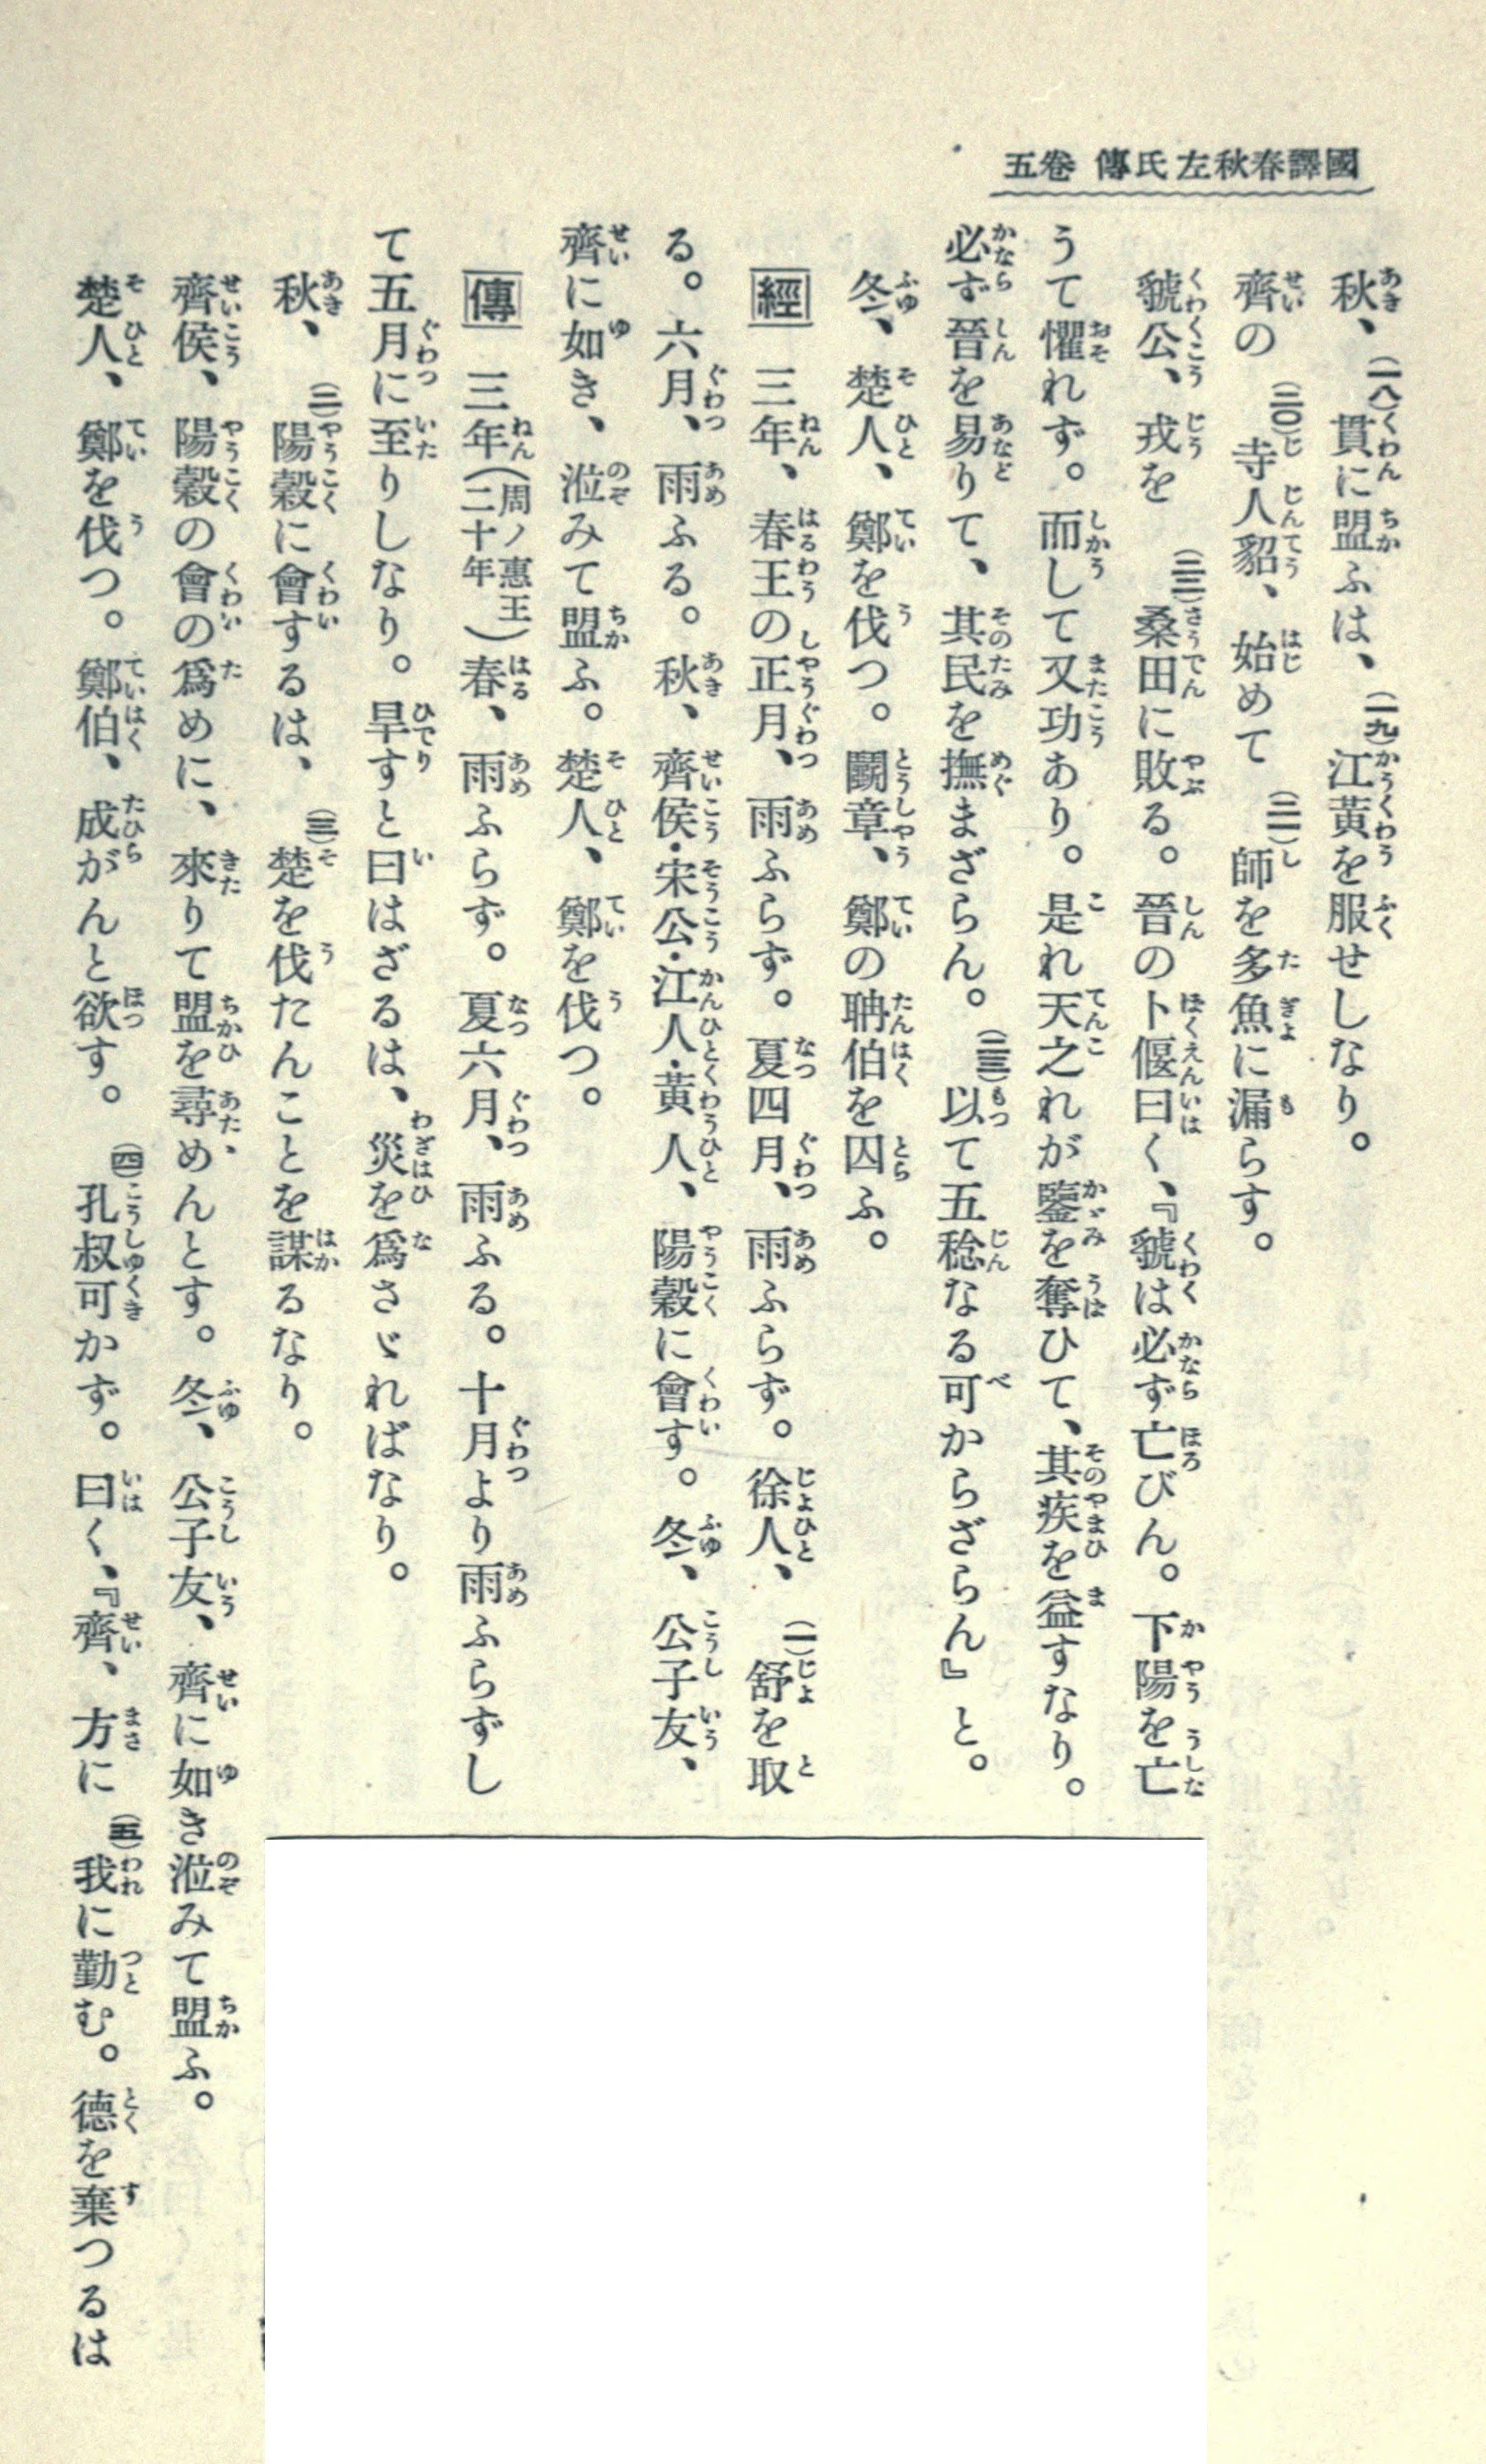 國譯春秋左氏傳 卷五
秋、(一八)貫に盟ふは、(一九)江黃を服せしなり。
齊の(二〇)寺人貂、始めて(二一)師を多魚に漏らす。
虢公、戎を(二二)桑田に敗る。晉の卜偃曰く、『虢は必ず亡びん。下陽を亡
うて懼れず。而して又功あり。是れ天之れが鑒を奪ひて、其疾を益すなり。
必ず晉を易りて、其民を撫まざらん。(二三)以て五稔なる可からざらん』と。
冬、楚人、鄭を伐つ。鬭章、鄭の聃伯を囚ふ。
經 三年、春王の正月、雨ふらず。夏四月、雨ふらず。徐人、(一)舒を取
る。六月、雨ふる。秋、齊侯・宋公・江人・黃人、陽穀に會す。冬、公子友、
齊に如き、涖みて盟ふ。楚人、鄭を伐つ。
傳 三年(周ノ惠王二十年)春、雨ふらず。夏六月、雨ふる。十月より雨ふらずし
て五月に至りしなり。旱すと曰はざるは、災を爲さゞればなり。
秋、(二)陽穀に會するは、(三)楚を伐たんことを謀るなり。
齊侯、陽穀の會の爲めに、來りて盟を尋めんとす。冬、公子友、齊に如き涖みて盟ふ。
楚人、鄭を伐つ。鄭伯、成がんと欲す。(四)孔叔可かず。曰く、『齊、方に(五)我に勤む。德を棄つるは